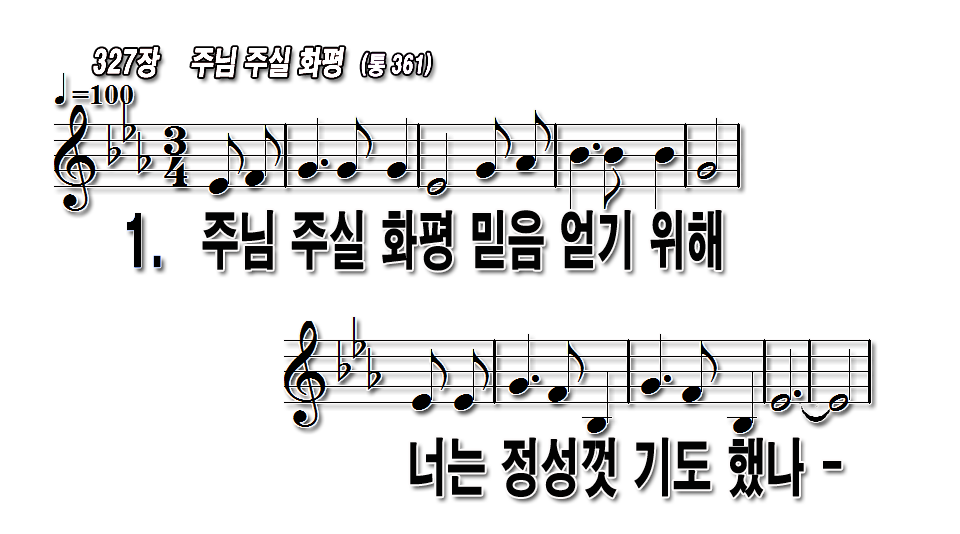 327장 주님 주실 화평 (통 361)
♩=100
3/4
1. 주님 주실 화평 믿음 얻기 위해
너는 정성껏 기도 했나 -